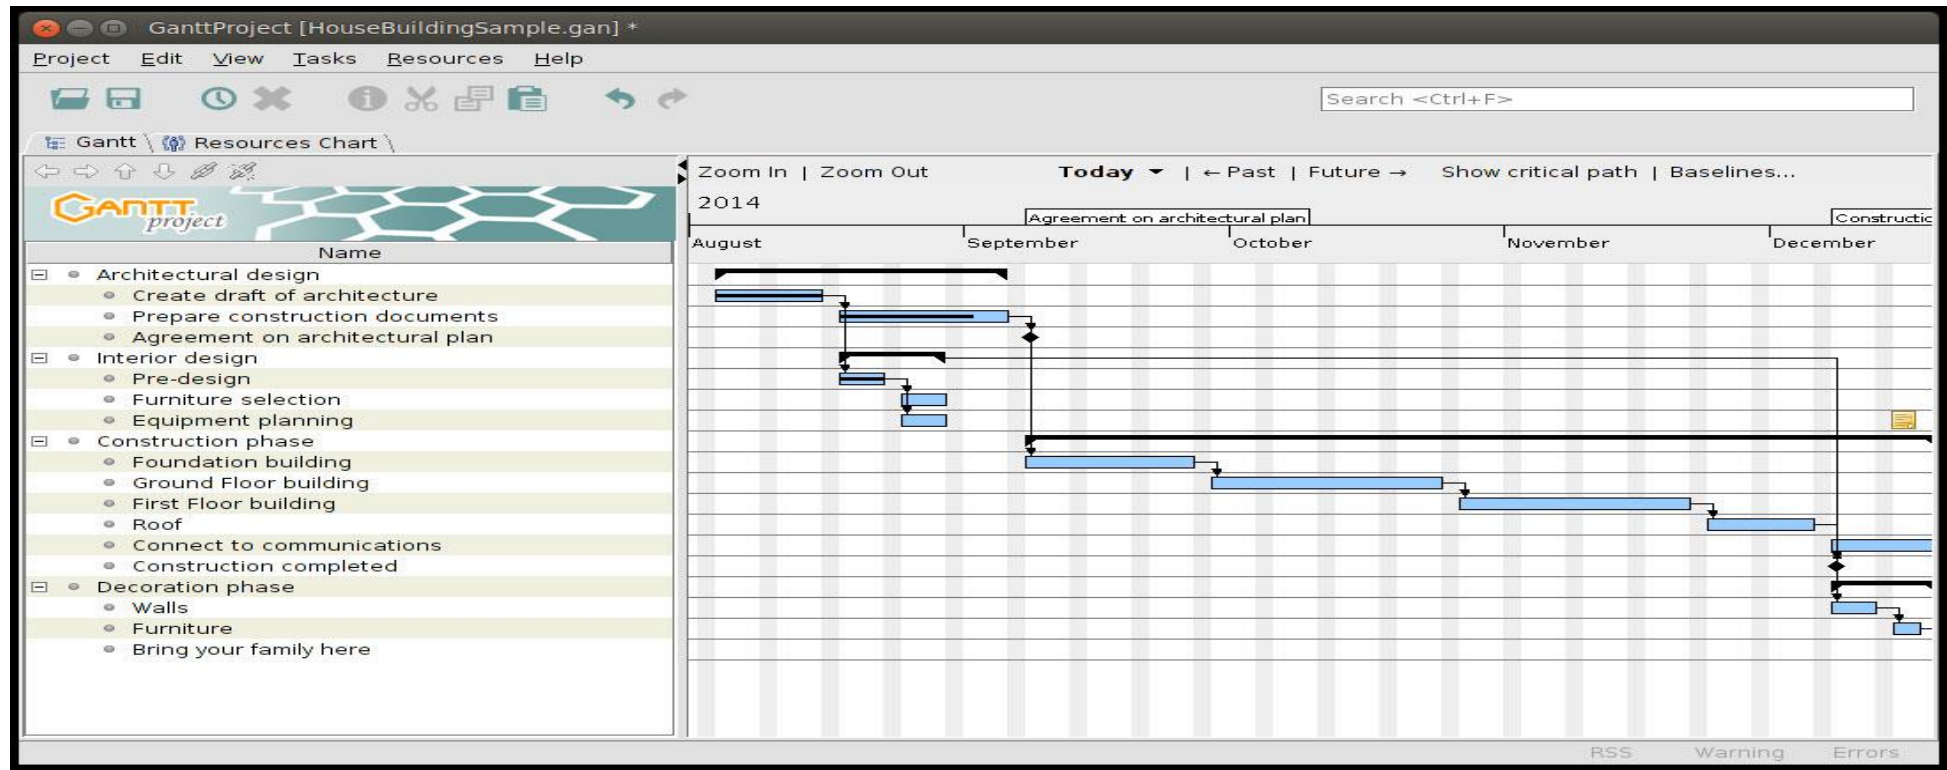 GanttProject [HouseBuildingSample.gan] *
Project Edit View Tasks Resources Help
Search <Ctrl+F>
Gantt Resources Chart
Zoom In | Zoom Out Today | ← Past | Future → Show critical path | Baselines...
GANTT
project
2014
Agreement on architectural plan Constructic
August September October November December
Name
Architectural design
Create draft of architecture
Prepare construction documents
Agreement on architectural plan
Interior design
Pre-design
Furniture selection
Equipment planning
Construction phase
Foundation building
Ground Floor building
First Floor building
Roof
Connect to communications
Construction completed
Decoration phase
Walls
Furniture
Bring your family here
RSS Warning Errors